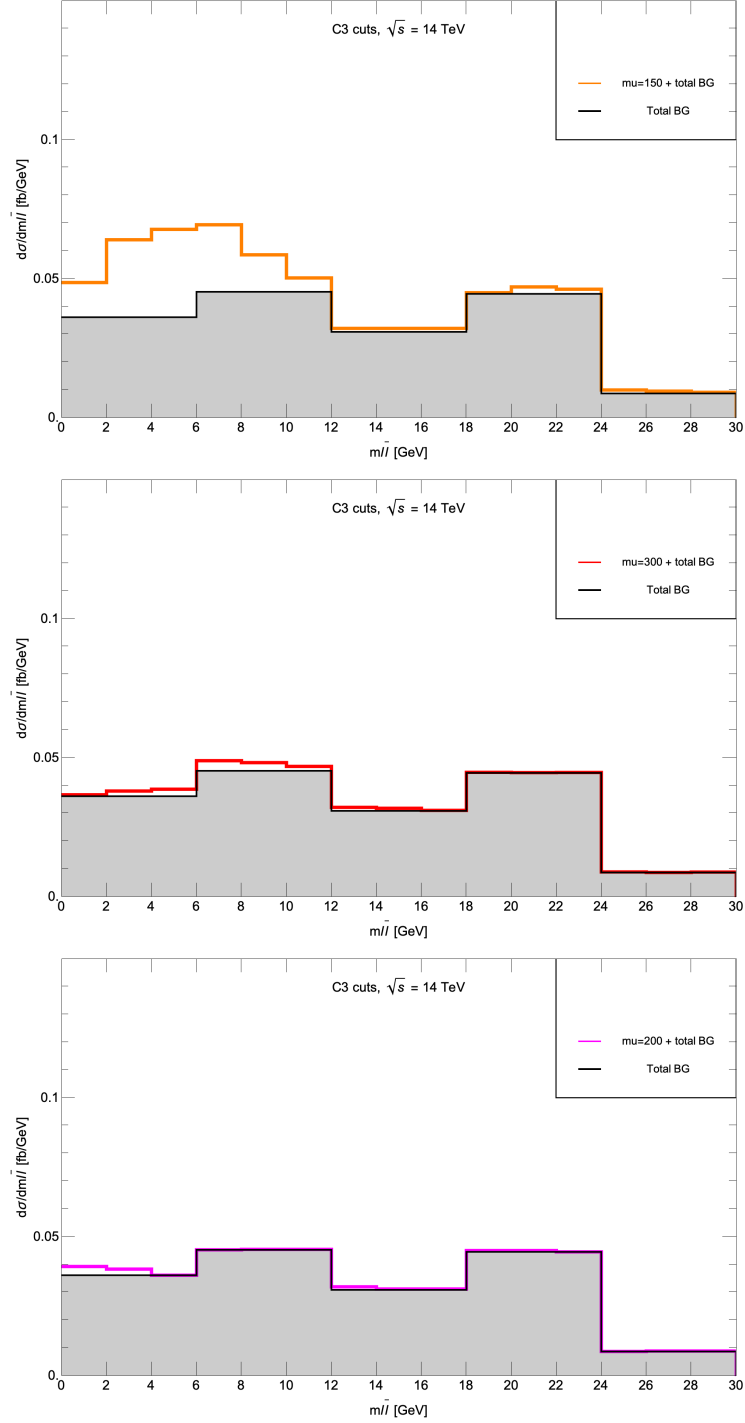 C3 cuts, √s = 14 TeV
mu=150 + total BG
Total BG
0.1
0.05
0.
dσ/dml l̄ [fb/GeV]
0 2 4 6 8 10 12 14 16 18 20 22 24 26 28 30
ml l̄ [GeV]
C3 cuts, √s = 14 TeV
mu=300 + total BG
Total BG
0.1
0.05
0.
dσ/dml l̄ [fb/GeV]
0 2 4 6 8 10 12 14 16 18 20 22 24 26 28 30
ml l̄ [GeV]
C3 cuts, √s = 14 TeV
mu=200 + total BG
Total BG
0.1
0.05
0.
dσ/dml l̄ [fb/GeV]
0 2 4 6 8 10 12 14 16 18 20 22 24 26 28 30
ml l̄ [GeV]